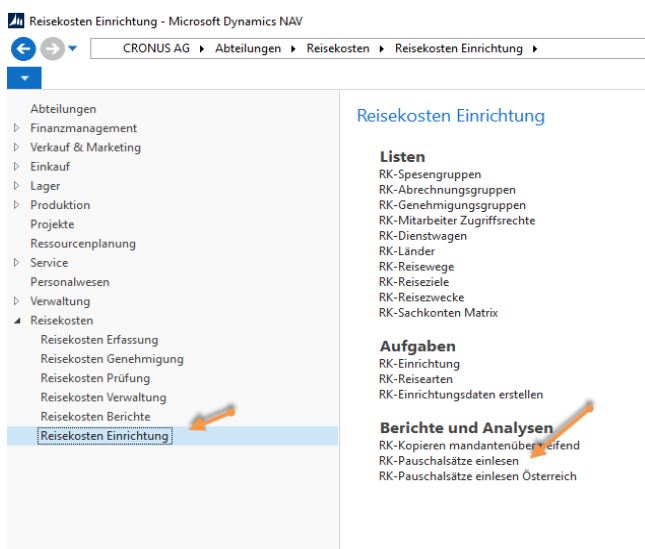 Reisekosten Einrichtung - Microsoft Dynamics NAV
CRONUS AG ▸ Abteilungen ▸ Reisekosten ▸ Reisekosten Einrichtung ▸
Abteilungen
Finanzmanagement
Verkauf & Marketing
Einkauf
Lager
Produktion
Projekte
Ressourcenplanung
Service
Personalwesen
Verwaltung
Reisekosten
Reisekosten Erfassung
Reisekosten Genehmigung
Reisekosten Prüfung
Reisekosten Verwaltung
Reisekosten Berichte
Reisekosten Einrichtung
Reisekosten Einrichtung
Listen
RK-Spesengruppen
RK-Abrechnungsgruppen
RK-Genehmigungsgruppen
RK-Mitarbeiter Zugriffsrechte
RK-Dienstwagen
RK-Länder
RK-Reisewege
RK-Reiseziele
RK-Reisezwecke
RK-Sachkonten Matrix
Aufgaben
RK-Einrichtung
RK-Reisearten
RK-Einrichtungsdaten erstellen
Berichte und Analysen
RK-Kopieren mandantenübergreifend
RK-Pauschalsätze einlesen
RK-Pauschalsätze einlesen Österreich